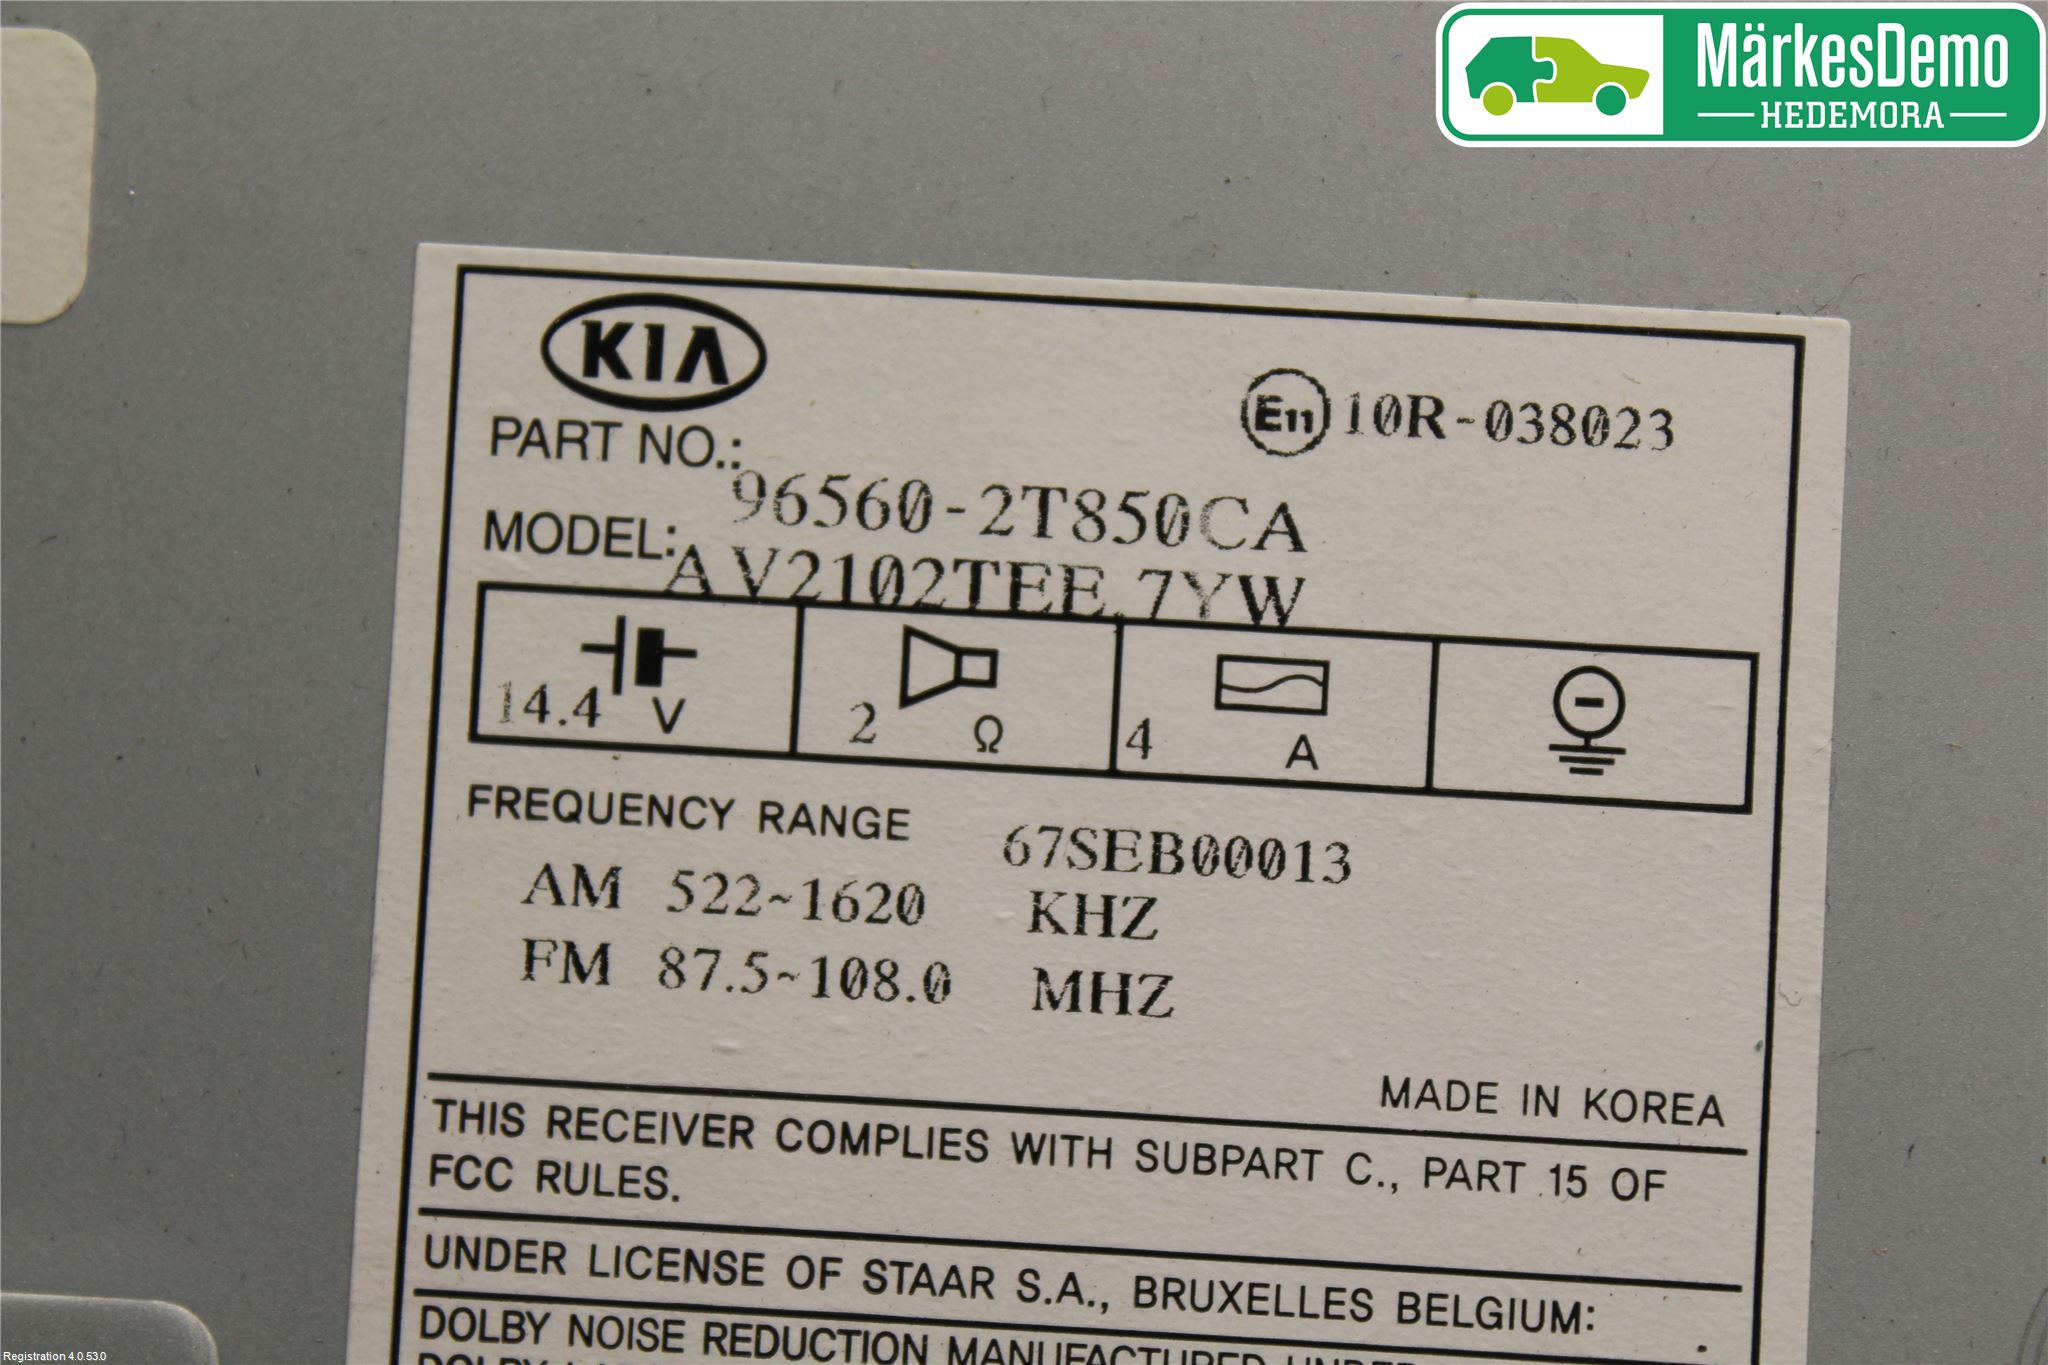 MärkesDemo
HEDEMORA
KIA
E11 10R-038023
PART NO.: 96560-2T850CA
MODEL: AV2102TEE.7YW
14.4 V 2 Ω 4 A
FREQUENCY RANGE 67SEB00013
AM 522~1620 KHZ
FM 87.5~108.0 MHZ
MADE IN KOREA
THIS RECEIVER COMPLIES WITH SUBPART C., PART 15 OF
FCC RULES.
UNDER LICENSE OF STAAR S.A., BRUXELLES BELGIUM:
DOLBY NOISE REDUCTION MANUFACTURED UNDER
Registration 4.0.53.0